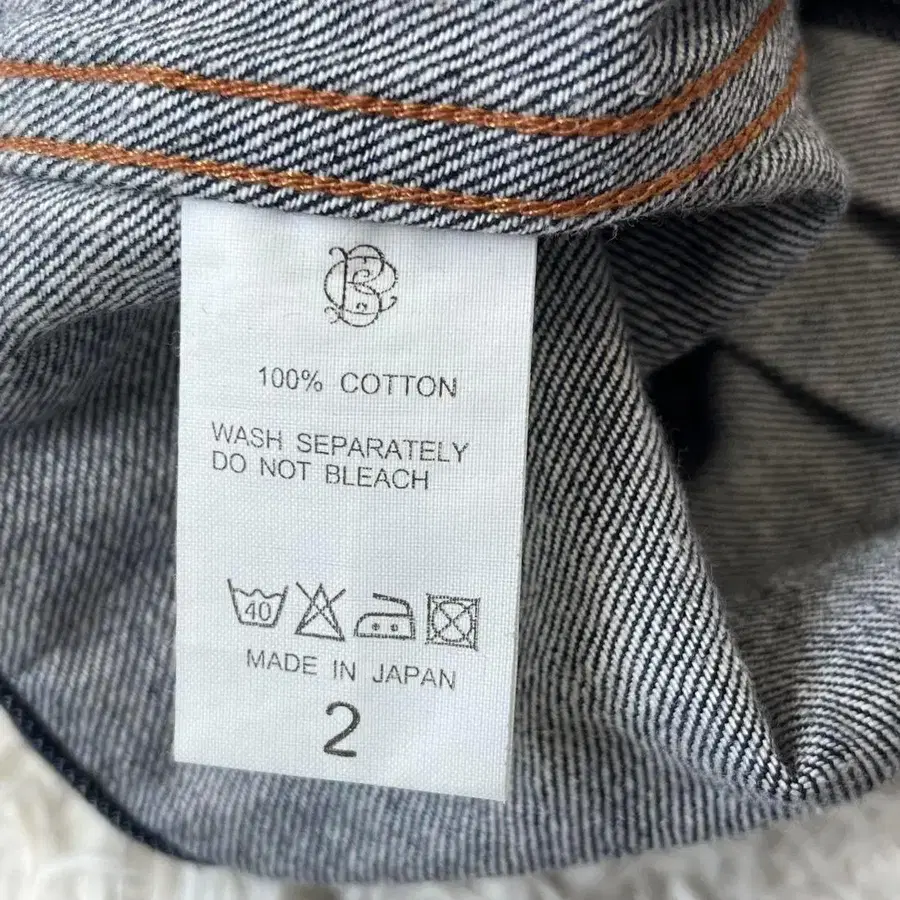 100% COTTON
WASH SEPARATELY
DO NOT BLEACH
40
MADE IN JAPAN
2